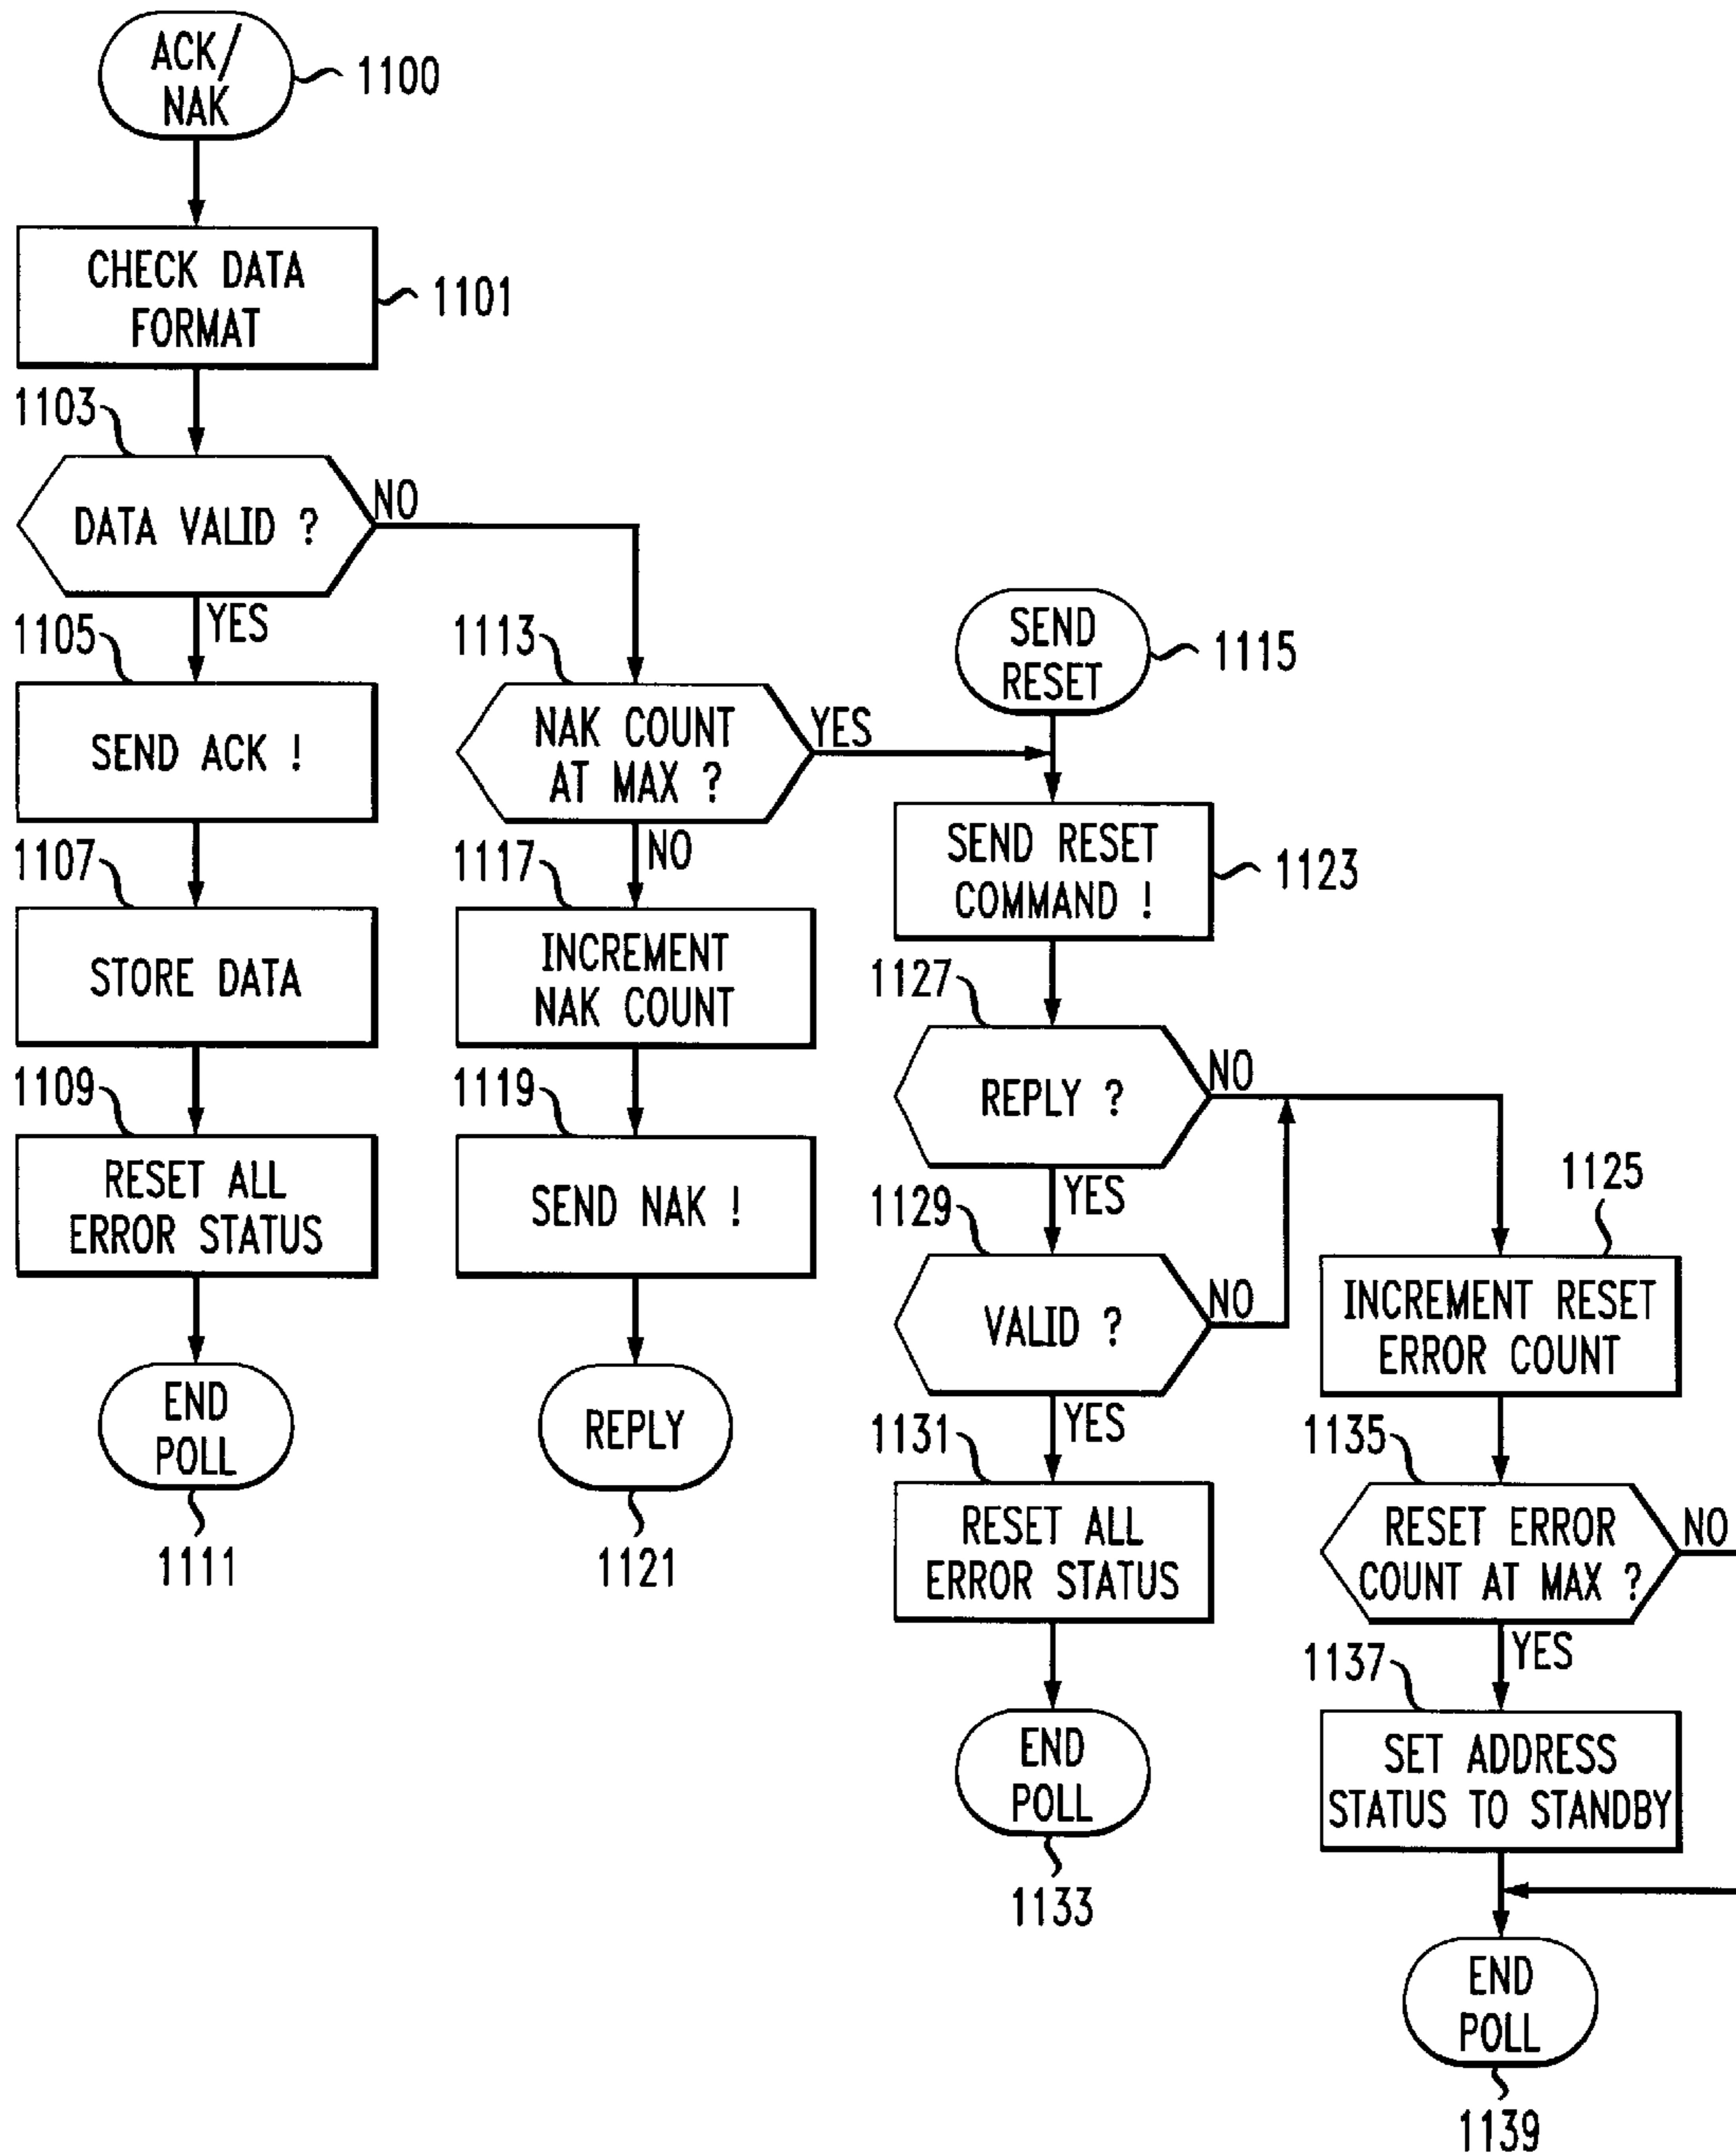 ACK/
NAK
1100
CHECK DATA
FORMAT
1101
1103
DATA VALID ?
NO
YES
1105
SEND ACK !
1107
STORE DATA
1109
RESET ALL
ERROR STATUS
END
POLL
1111
1113
NAK COUNT
AT MAX ?
YES
NO
1117
INCREMENT
NAK COUNT
1119
SEND NAK !
REPLY
1121
SEND
RESET
1115
SEND RESET
COMMAND !
1123
1127
REPLY ?
NO
YES
1129
VALID ?
NO
YES
1131
RESET ALL
ERROR STATUS
END
POLL
1133
1125
INCREMENT RESET
ERROR COUNT
1135
RESET ERROR
COUNT AT MAX ?
NO
YES
1137
SET ADDRESS
STATUS TO STANDBY
END
POLL
1139